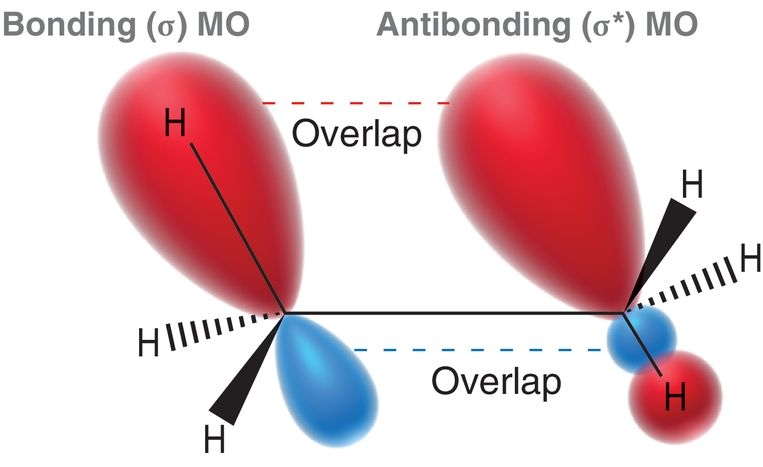 Bonding (σ) MO
Antibonding (σ*) MO
H
Overlap
H
H
H
Overlap
H
H